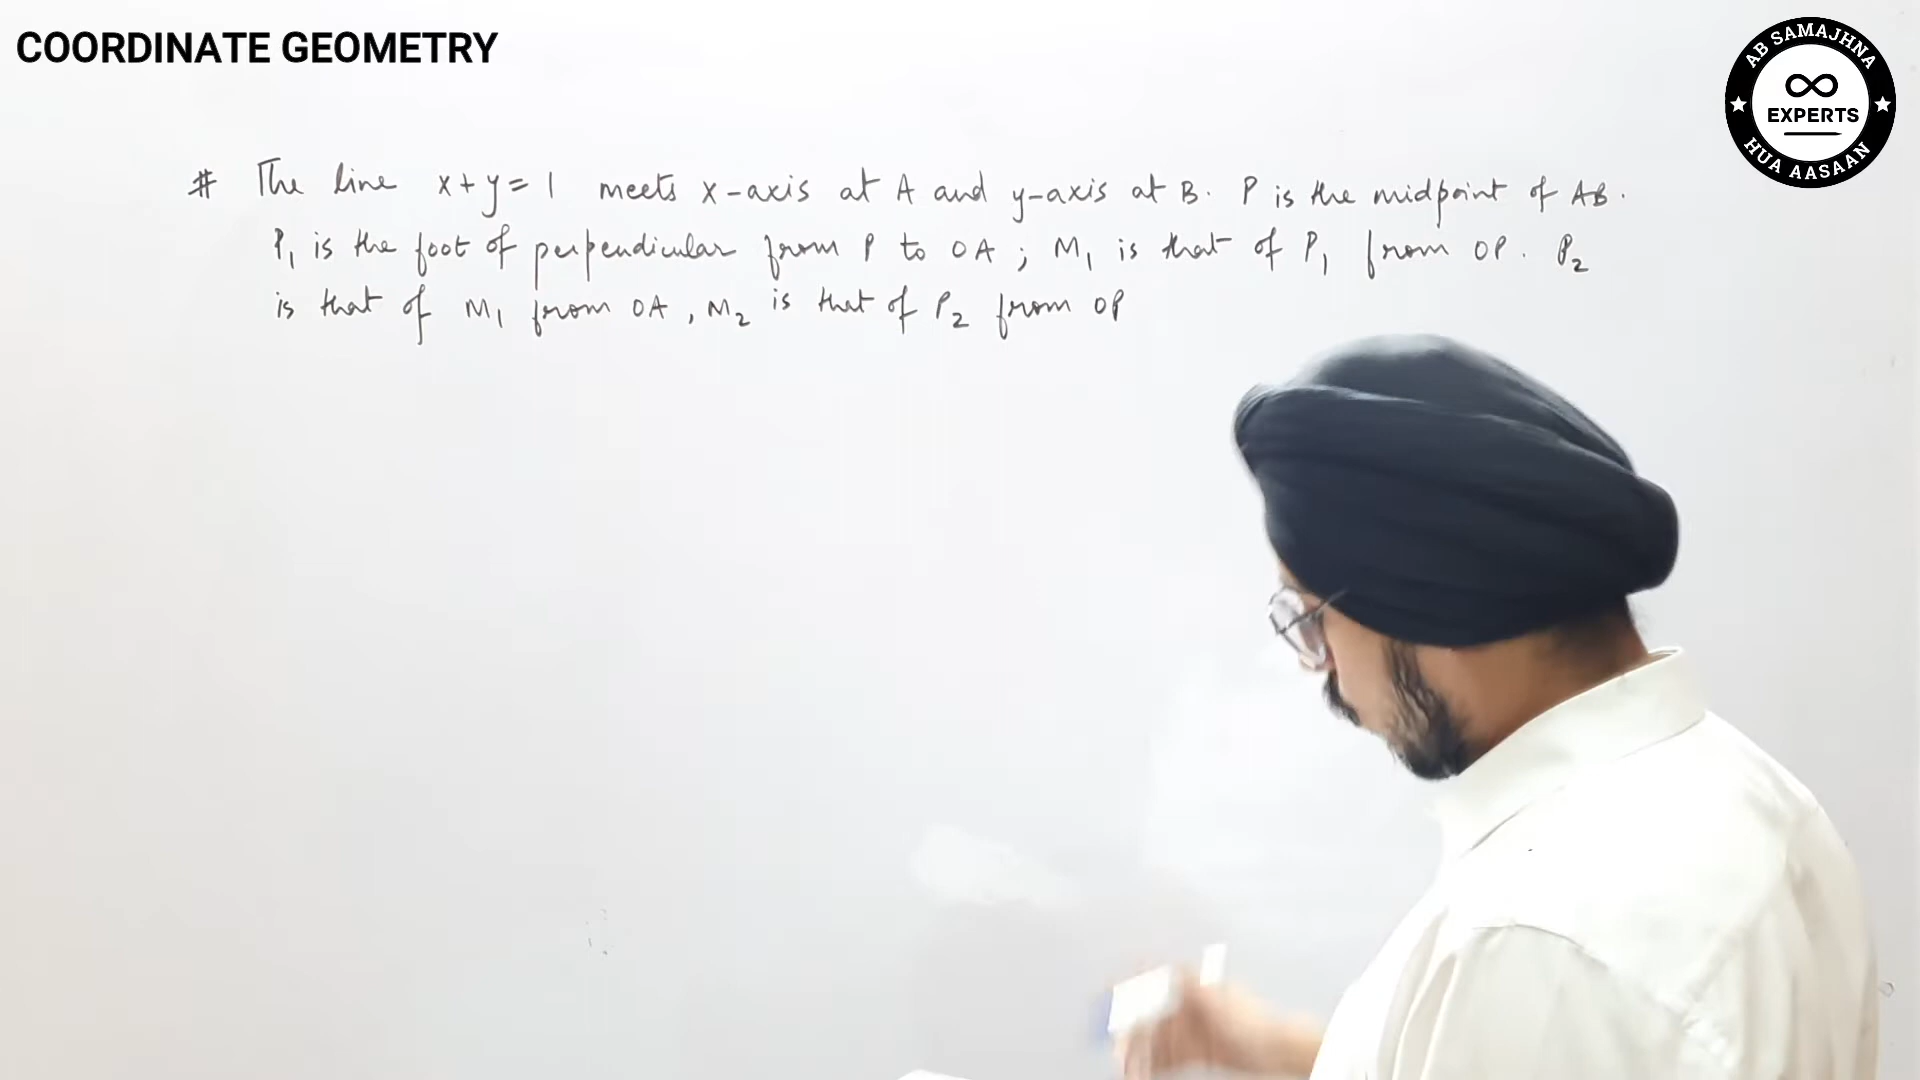 COORDINATE GEOMETRY
AB SAMAJHNA
EXPERTS
HUA AASAAN
# The line x+y=1 meets x-axis at A and y-axis at B. P is the midpoint of AB.
P₁ is the foot of perpendicular from P to OA ; M₁ is that of P₁ from OP. P₂
is that of M₁ from OA, M₂ is that of P₂ from OP